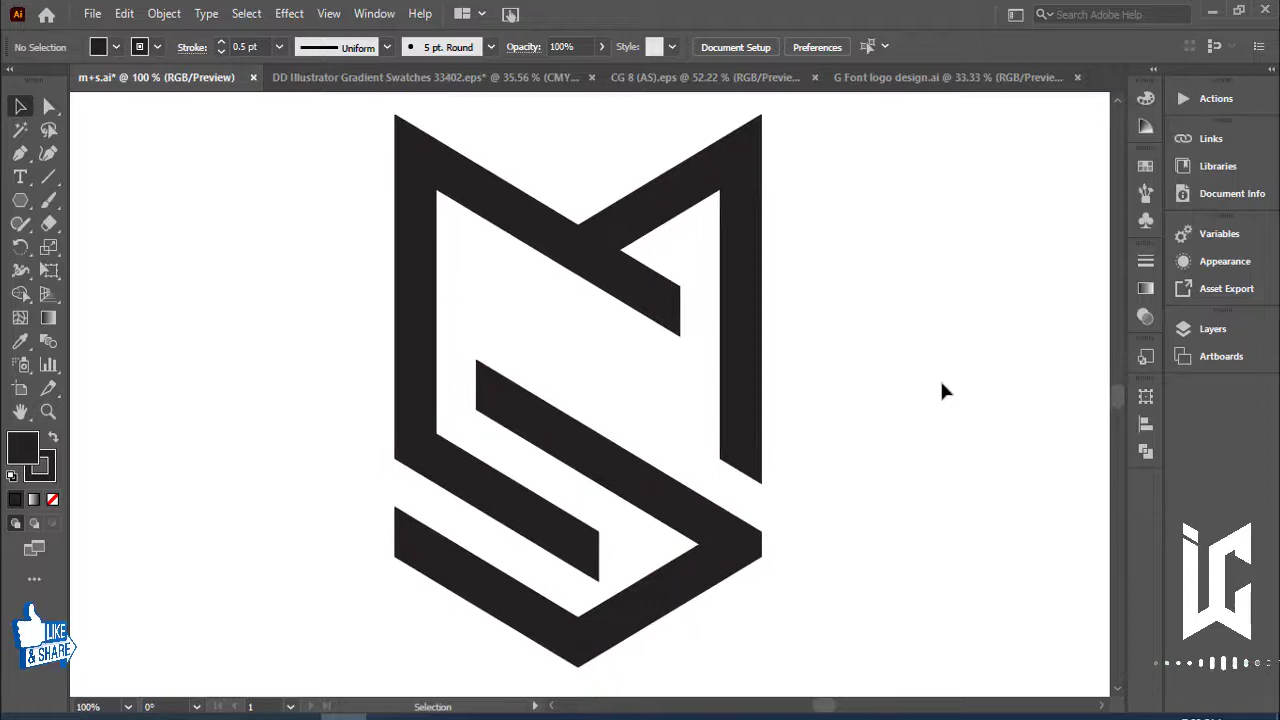 Ai File Edit Object Type Select Effect View Window Help Search Adobe Help
No Selection Stroke: 0.5 pt Uniform 5 pt. Round Opacity: 100% Style: Document Setup Preferences
m+s.ai* @ 100 % (RGB/Preview) DD Illustrator Gradient Swatches 33402.eps* @ 35.56 % (CMY... CG 8 (AS).eps @ 52.22 % (RGB/Previe... G Font logo design.ai @ 33.33 % (RGB/Previe...
Actions
Links
Libraries
Document Info
Variables
Appearance
Asset Export
Layers
Artboards
LIKE
& SHARE
100% 0° 1 Selection